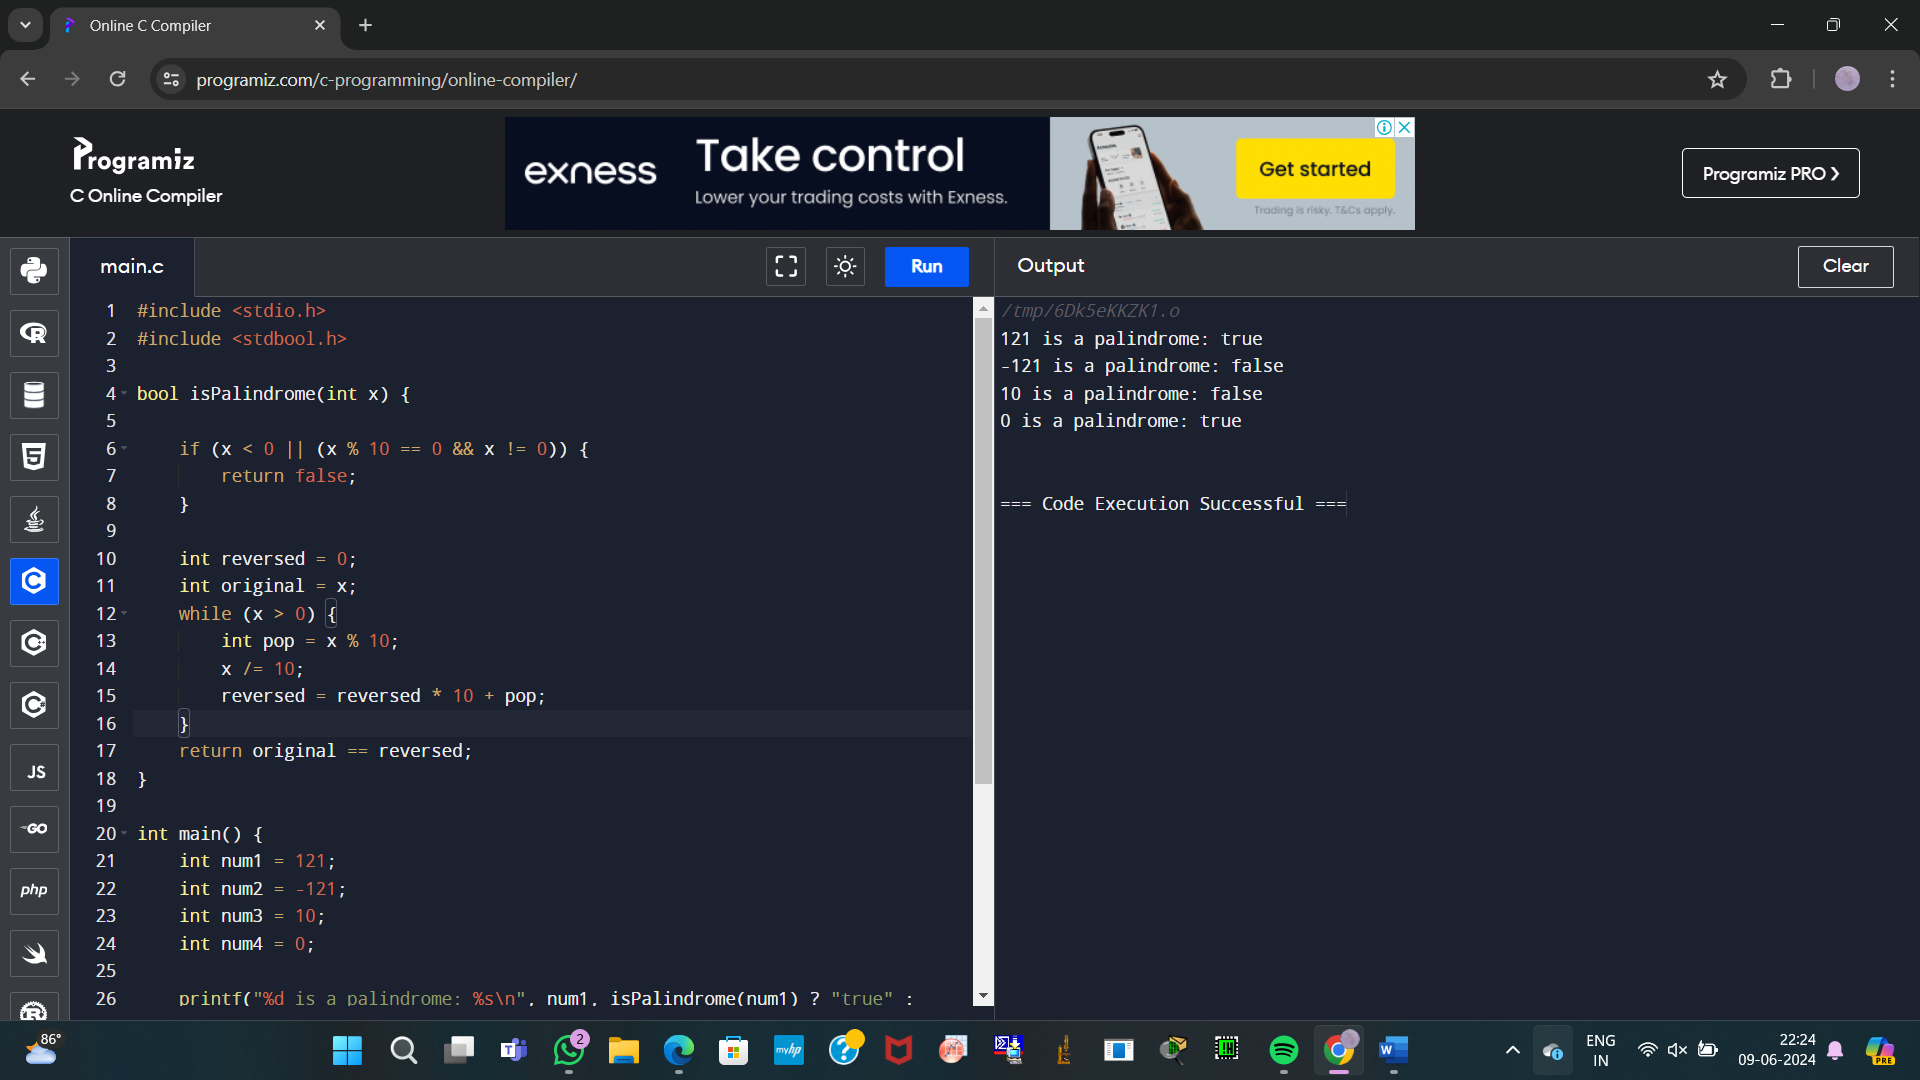 Online C Compiler
programiz.com/c-programming/online-compiler/
Programiz
C Online Compiler
exness
Take control
Lower your trading costs with Exness.
Get started
Trading is risky. T&Cs apply.
Programiz PRO ❯
main.c
Run
Output
Clear
1 #include <stdio.h>
2 #include <stdbool.h>
3
4 bool isPalindrome(int x) {
5
6     if (x < 0 || (x % 10 == 0 && x != 0)) {
7         return false;
8     }
9
10     int reversed = 0;
11     int original = x;
12     while (x > 0) {
13         int pop = x % 10;
14         x /= 10;
15         reversed = reversed * 10 + pop;
16     }
17     return original == reversed;
18 }
19
20 int main() {
21     int num1 = 121;
22     int num2 = -121;
23     int num3 = 10;
24     int num4 = 0;
25
26     printf("%d is a palindrome: %s\n", num1, isPalindrome(num1) ? "true" :
/tmp/6Dk5eKKZK1.o
121 is a palindrome: true
-121 is a palindrome: false
10 is a palindrome: false
0 is a palindrome: true
=== Code Execution Successful ===
JS
GO
php
86°
2
myhp
W
ENG
IN
22:24
09-06-2024
PRE